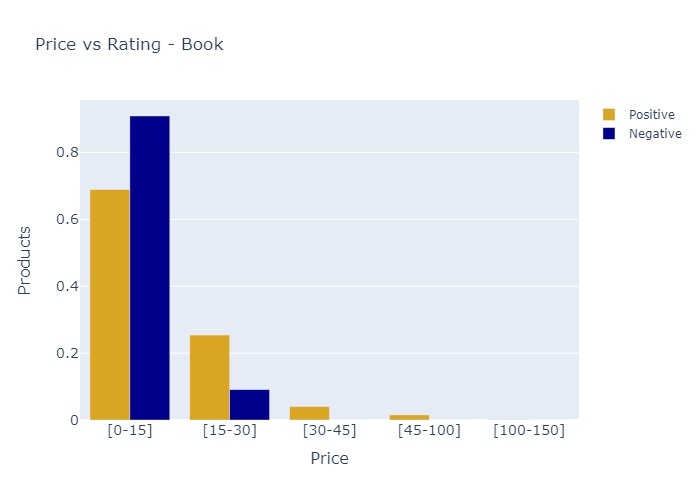 Price vs Rating - Book
Positive
Negative
0.8
0.6
0.4
0.2
0
Products
[0-15]
[15-30]
[30-45]
[45-100]
[100-150]
Price